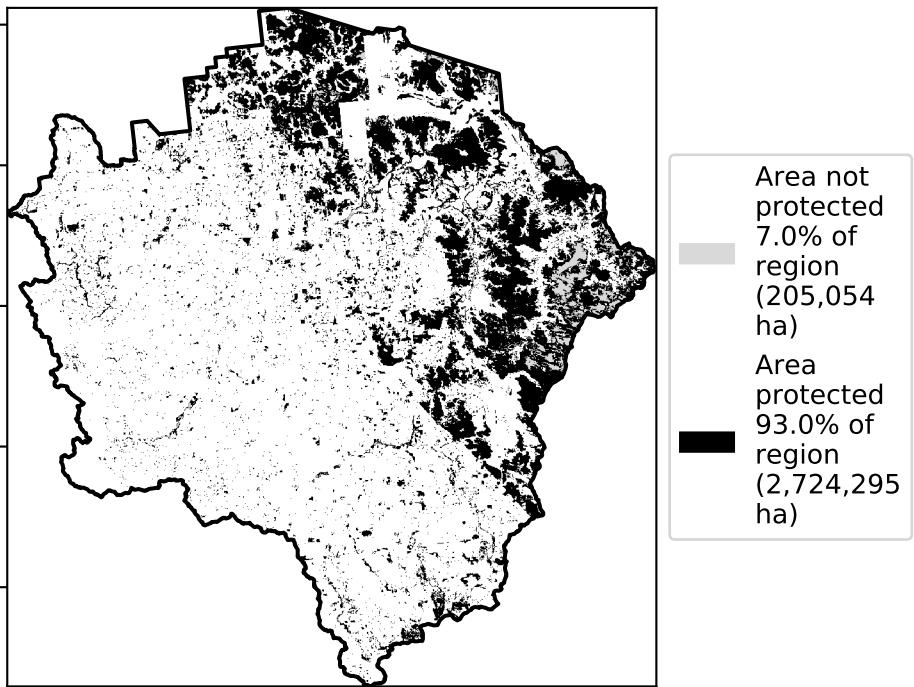 Area not
protected
7.0% of
region
(205,054
ha)
Area
protected
93.0% of
region
(2,724,295
ha)